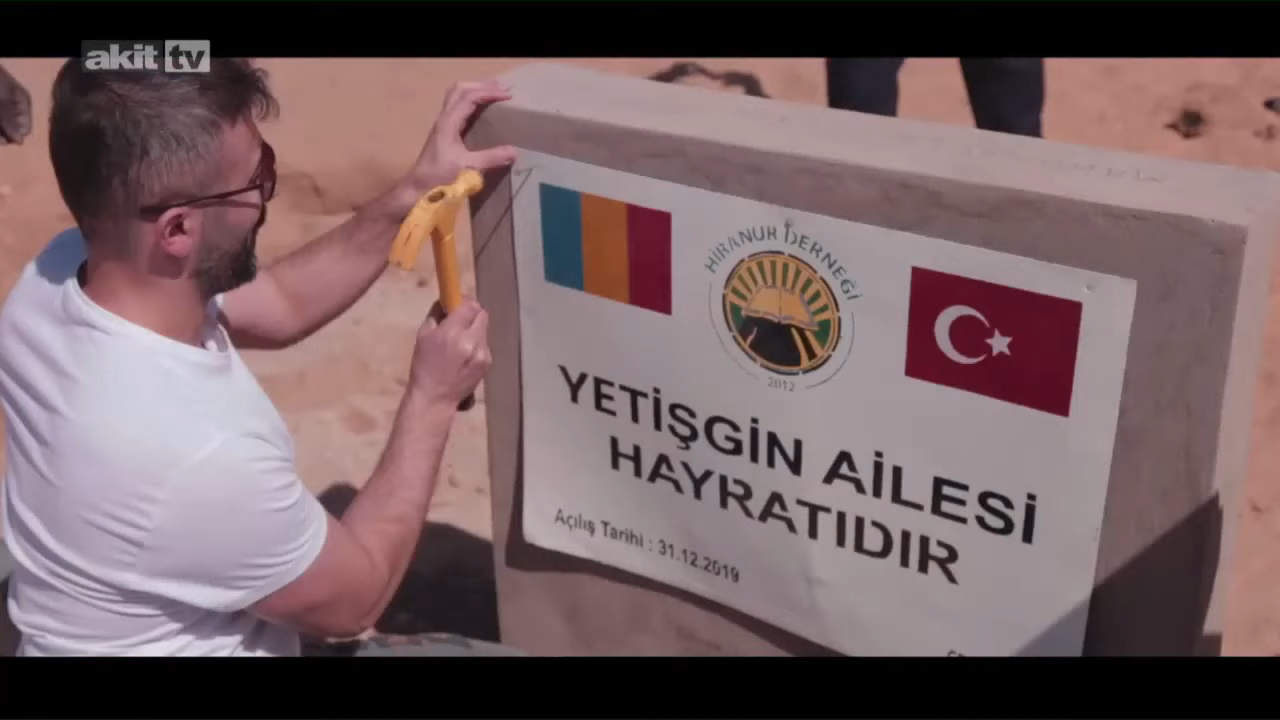 akit tv
HİRANUR DERNEĞİ
2012
YETİŞGİN AİLESİ
HAYRATIDIR
Açılış Tarihi : 31.12.2019